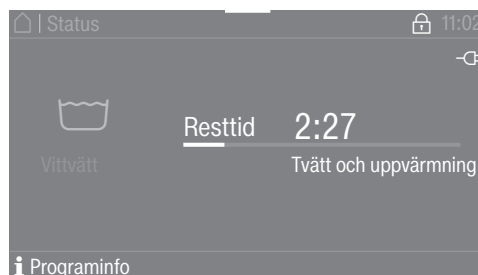 | Status 11:02
Resttid 2:27
Vittvätt Tvätt och uppvärmning
i Programinfo